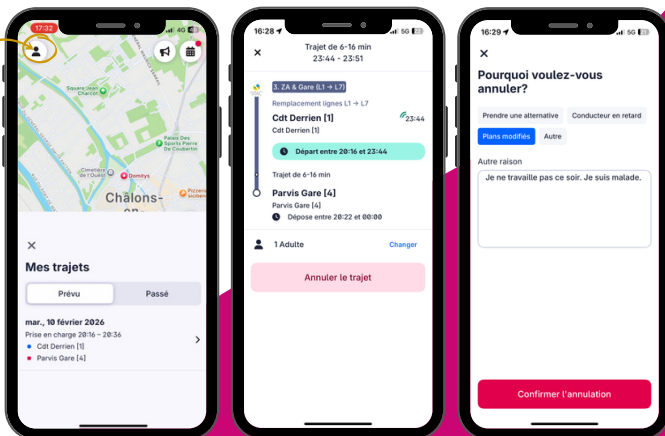 17:32
4G
Square Jean
Charcot
Palais Des
Sports Pierre
De Coubertin
Cimetière
de l'Ouest
Domitys
Pizzeria
Châlons-
en-
Mes trajets
Prévu
Passé
mar., 10 février 2026
Prise en charge 20:16 – 20:36
Cdt Derrien [1]
Parvis Gare [4]
16:28
5G
Trajet de 6-16 min
23:44 - 23:51
3. ZA & Gare (L1 → L7)
Remplacement lignes L1 → L7
Cdt Derrien [1]
23:44
Cdt Derrien [1]
Départ entre 20:16 et 23:44
Trajet de 6-16 min
Parvis Gare [4]
Parvis Gare [4]
Dépose entre 20:22 et 00:00
1 Adulte
Changer
Annuler le trajet
16:29
5G
Pourquoi voulez-vous
annuler?
Prendre une alternative
Conducteur en retard
Plans modifiés
Autre
Autre raison
Je ne travaille pas ce soir. Je suis malade.
Confirmer l'annulation